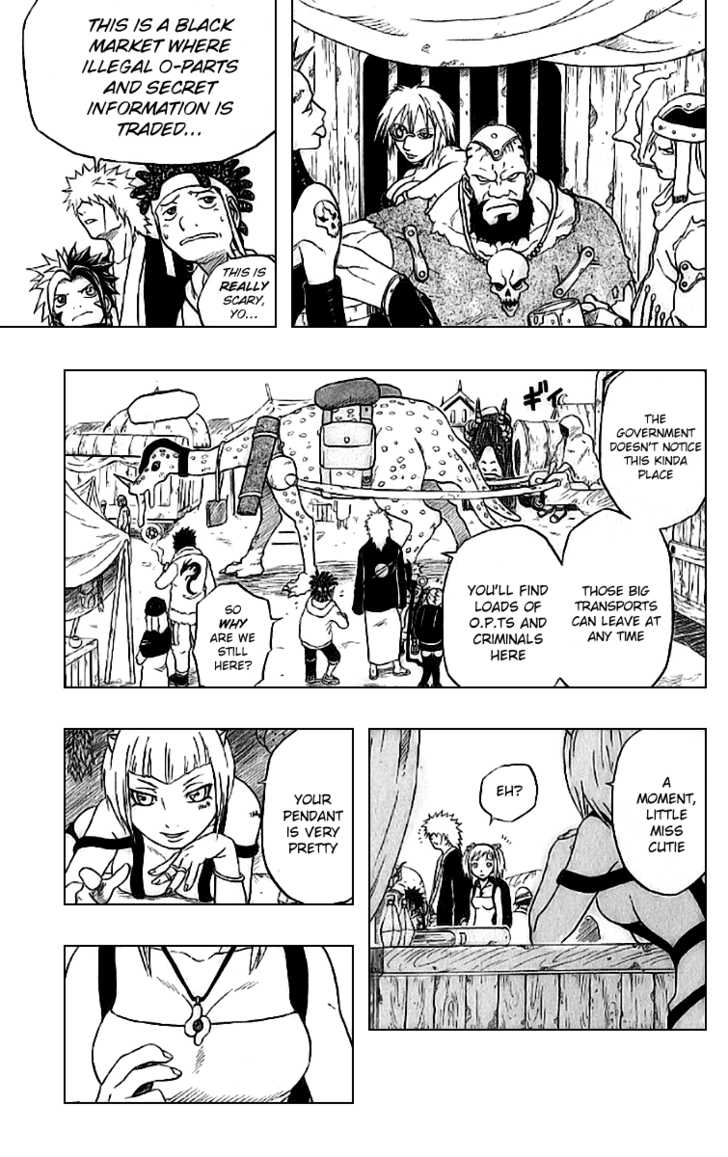 THIS IS A BLACK
MARKET WHERE
ILLEGAL O-PARTS
AND SECRET
INFORMATION IS
TRADED...
THIS IS
REALLY
SCARY,
YO...
ギイ
THE
GOVERNMENT
DOESN'T NOTICE
THIS KINDA
PLACE
THOSE BIG
TRANSPORTS
CAN LEAVE AT
ANY TIME
YOU'LL FIND
LOADS OF
O.P.TS AND
CRIMINALS
HERE
SO
WHY
ARE WE
STILL
HERE?
A
MOMENT,
LITTLE
MISS
CUTIE
EH?
YOUR
PENDANT
IS VERY
PRETTY